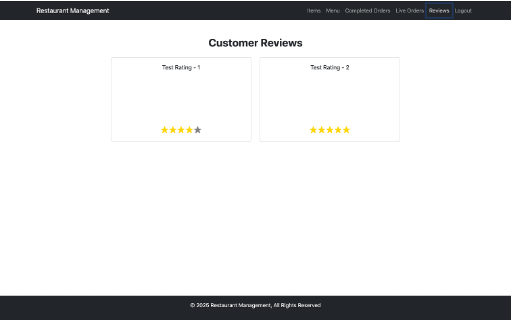 Restaurant Management
Items Menu Completed Orders Live Orders Reviews Logout
Customer Reviews
Test Rating - 1
Test Rating - 2
© 2025 Restaurant Management, All Rights Reserved